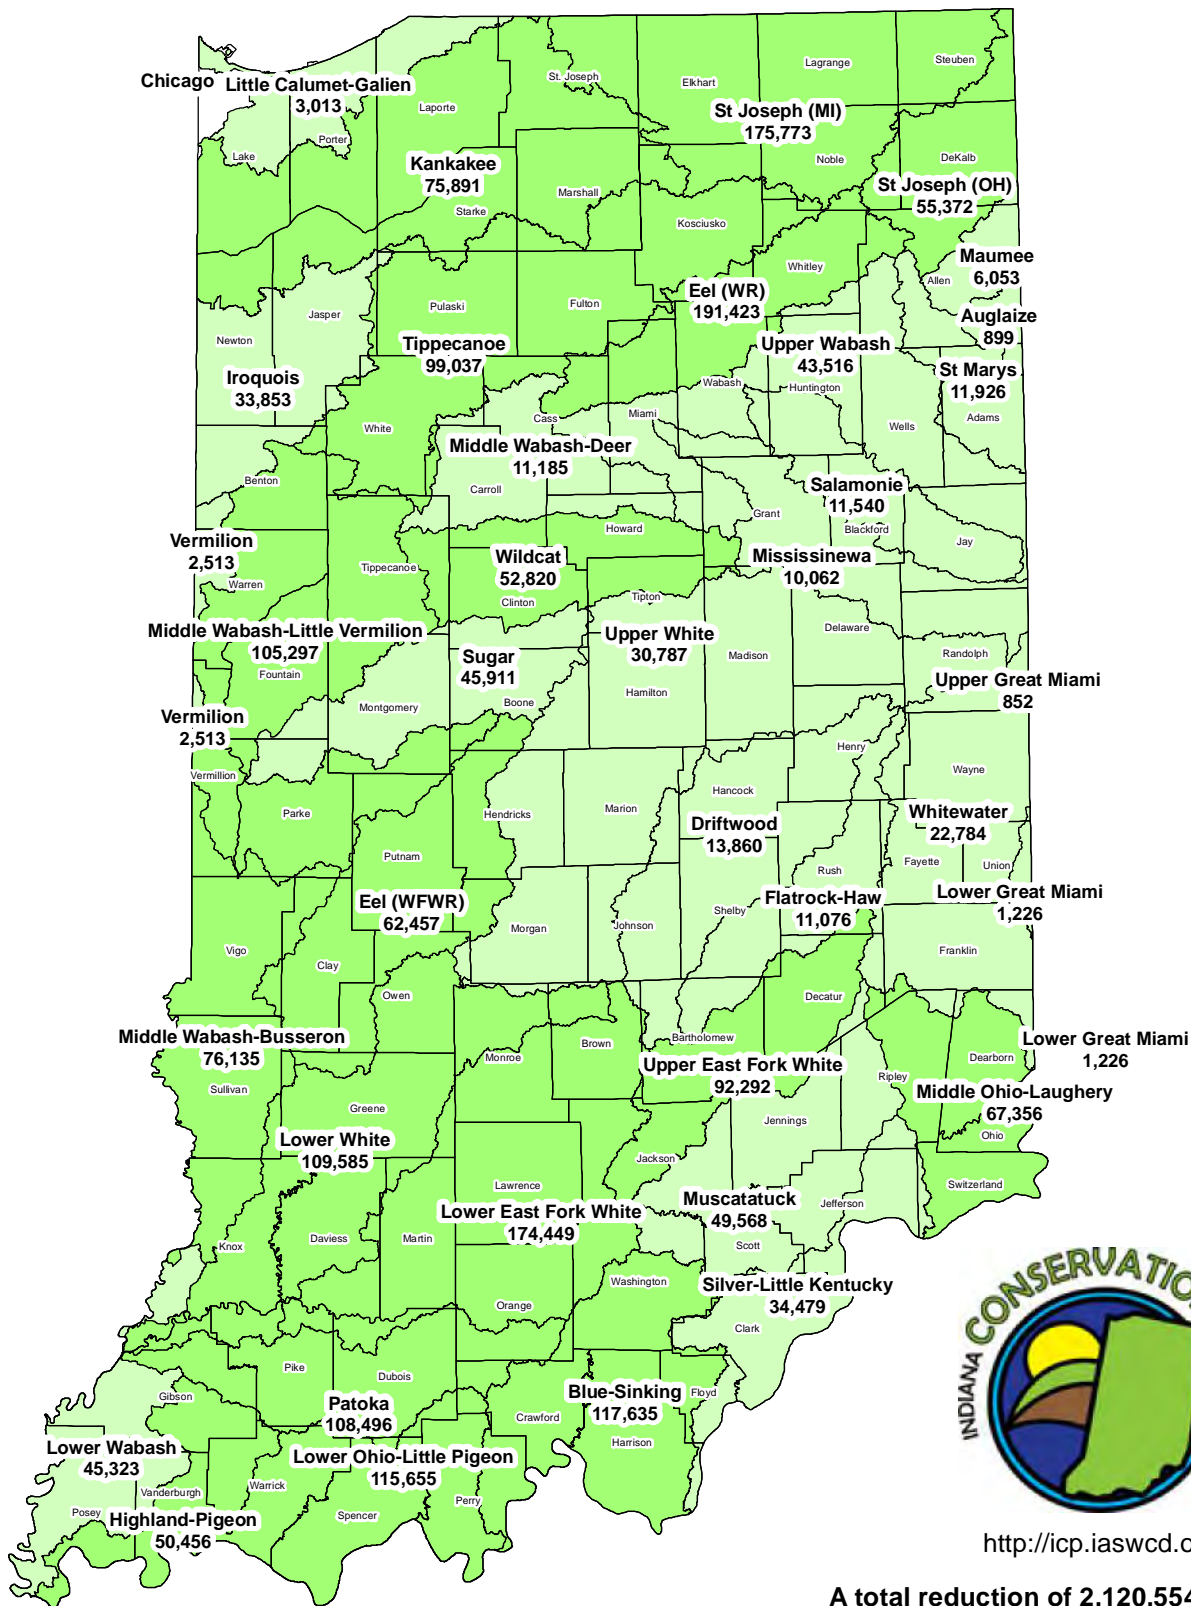 Steuben
Lagrange
St. Joseph
Elkhart
Chicago
Little Calumet-Galien
3,013
Laporte
St Joseph (MI)
175,773
Porter
Lake
Noble
DeKalb
Kankakee
75,891
Marshall
St Joseph (OH)
55,372
Starke
Kosciusko
Maumee
6,053
Whitley
Allen
Eel (WR)
191,423
Pulaski
Fulton
Jasper
Auglaize
899
Newton
Tippecanoe
99,037
Upper Wabash
43,516
St Marys
11,926
Iroquois
33,853
Wabash
Huntington
Miami
Cass
Adams
White
Wells
Middle Wabash-Deer
11,185
Benton
Carroll
Salamonie
11,540
Grant
Blackford
Howard
Jay
Vermilion
2,513
Wildcat
52,820
Mississinewa
10,062
Tippecanoe
Warren
Clinton
Tipton
Middle Wabash-Little Vermilion
105,297
Upper White
30,787
Delaware
Sugar
45,911
Madison
Randolph
Fountain
Hamilton
Upper Great Miami
852
Boone
Montgomery
Vermilion
2,513
Henry
Wayne
Vermillion
Hancock
Parke
Hendricks
Marion
Whitewater
22,784
Driftwood
13,860
Putnam
Fayette
Union
Rush
Eel (WFWR)
62,457
Flatrock-Haw
11,076
Lower Great Miami
1,226
Shelby
Morgan
Johnson
Vigo
Franklin
Clay
Owen
Decatur
Middle Wabash-Busseron
76,135
Bartholomew
Lower Great Miami
1,226
Brown
Monroe
Dearborn
Upper East Fork White
92,292
Ripley
Sullivan
Middle Ohio-Laughery
67,356
Greene
Jennings
Ohio
Lower White
109,585
Jackson
Lawrence
Switzerland
Muscatatuck
49,568
Jefferson
Lower East Fork White
174,449
Daviess
Martin
Knox
Scott
Washington
Silver-Little Kentucky
34,479
Orange
Clark
INDIANA CONSERVATIO
Pike
Dubois
Blue-Sinking
117,635
Floyd
Gibson
Patoka
108,496
Crawford
Harrison
Lower Wabash
45,323
Lower Ohio-Little Pigeon
115,655
Vanderburgh
Warrick
Perry
Posey
Highland-Pigeon
50,456
Spencer
http://icp.iaswcd.o
A total reduction of 2,120,554